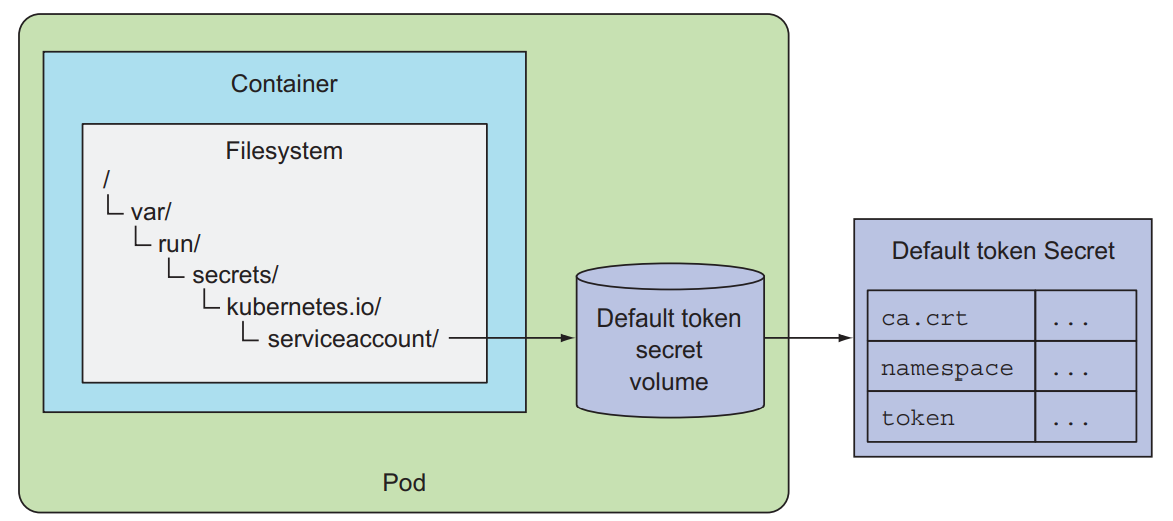 Container
Filesystem
/
var/
run/
secrets/
kubernetes.io/
serviceaccount/
Default token
secret
volume
Pod
Default token Secret
ca.crt ...
namespace ...
token ...